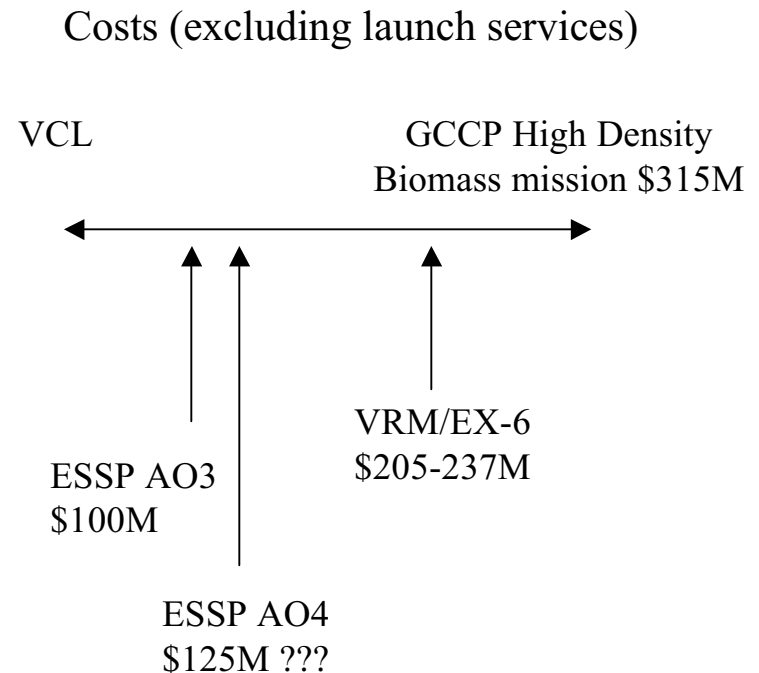 Costs (excluding launch services)
VCL
GCCP High Density
Biomass mission $315M
VRM/EX-6
$205-237M
ESSP AO3
$100M
ESSP AO4
$125M ???